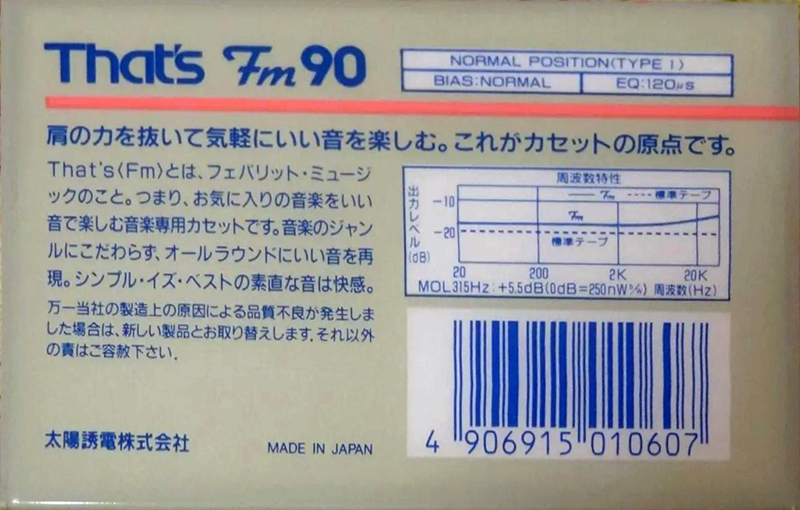 That's Fm 90
NORMAL POSITION(TYPE I)
BIAS:NORMAL
EQ:120μs
肩の力を抜いて気軽にいい音を楽しむ。これがカセットの原点です。
That's〈Fm〉とは、フェバリット・ミュージ
ックのこと。つまり、お気に入りの音楽をいい
音で楽しむ音楽専用カセットです。音楽のジャン
ルにこだわらず、オールラウンドにいい音を再
現。シンプル・イズ・ベストの素直な音は快感。
万一当社の製造上の原因による品質不良が発生しま
した場合は、新しい製品とお取り替えします。それ以外
の責はご容赦下さい。
太陽誘電株式会社
MADE IN JAPAN
周波数特性
Fm 標準テープ
出力レベル(dB)
-10
Fm
-20
標準テープ
20 200 2K 20K
MOL315Hz:+5.5dB(0dB=250nWb/m) 周波数(Hz)
4 906915 010607